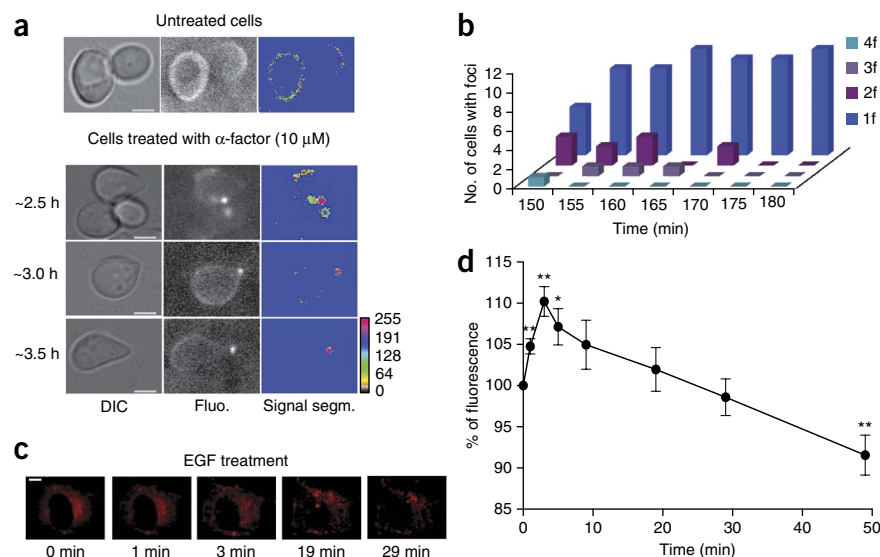 a
Untreated cells
Cells treated with α-factor (10 μM)
~2.5 h
~3.0 h
~3.5 h
255
191
128
64
0
DIC Fluo. Signal segm.
b
No. of cells with foci
12
10
8
6
4
2
0
150 155 160 165 170 175 180
Time (min)
4f
3f
2f
1f
c
EGF treatment
0 min 1 min 3 min 19 min 29 min
d
% of fluorescence
115
110
105
100
95
90
85
** ** * **
0 10 20 30 40 50
Time (min)